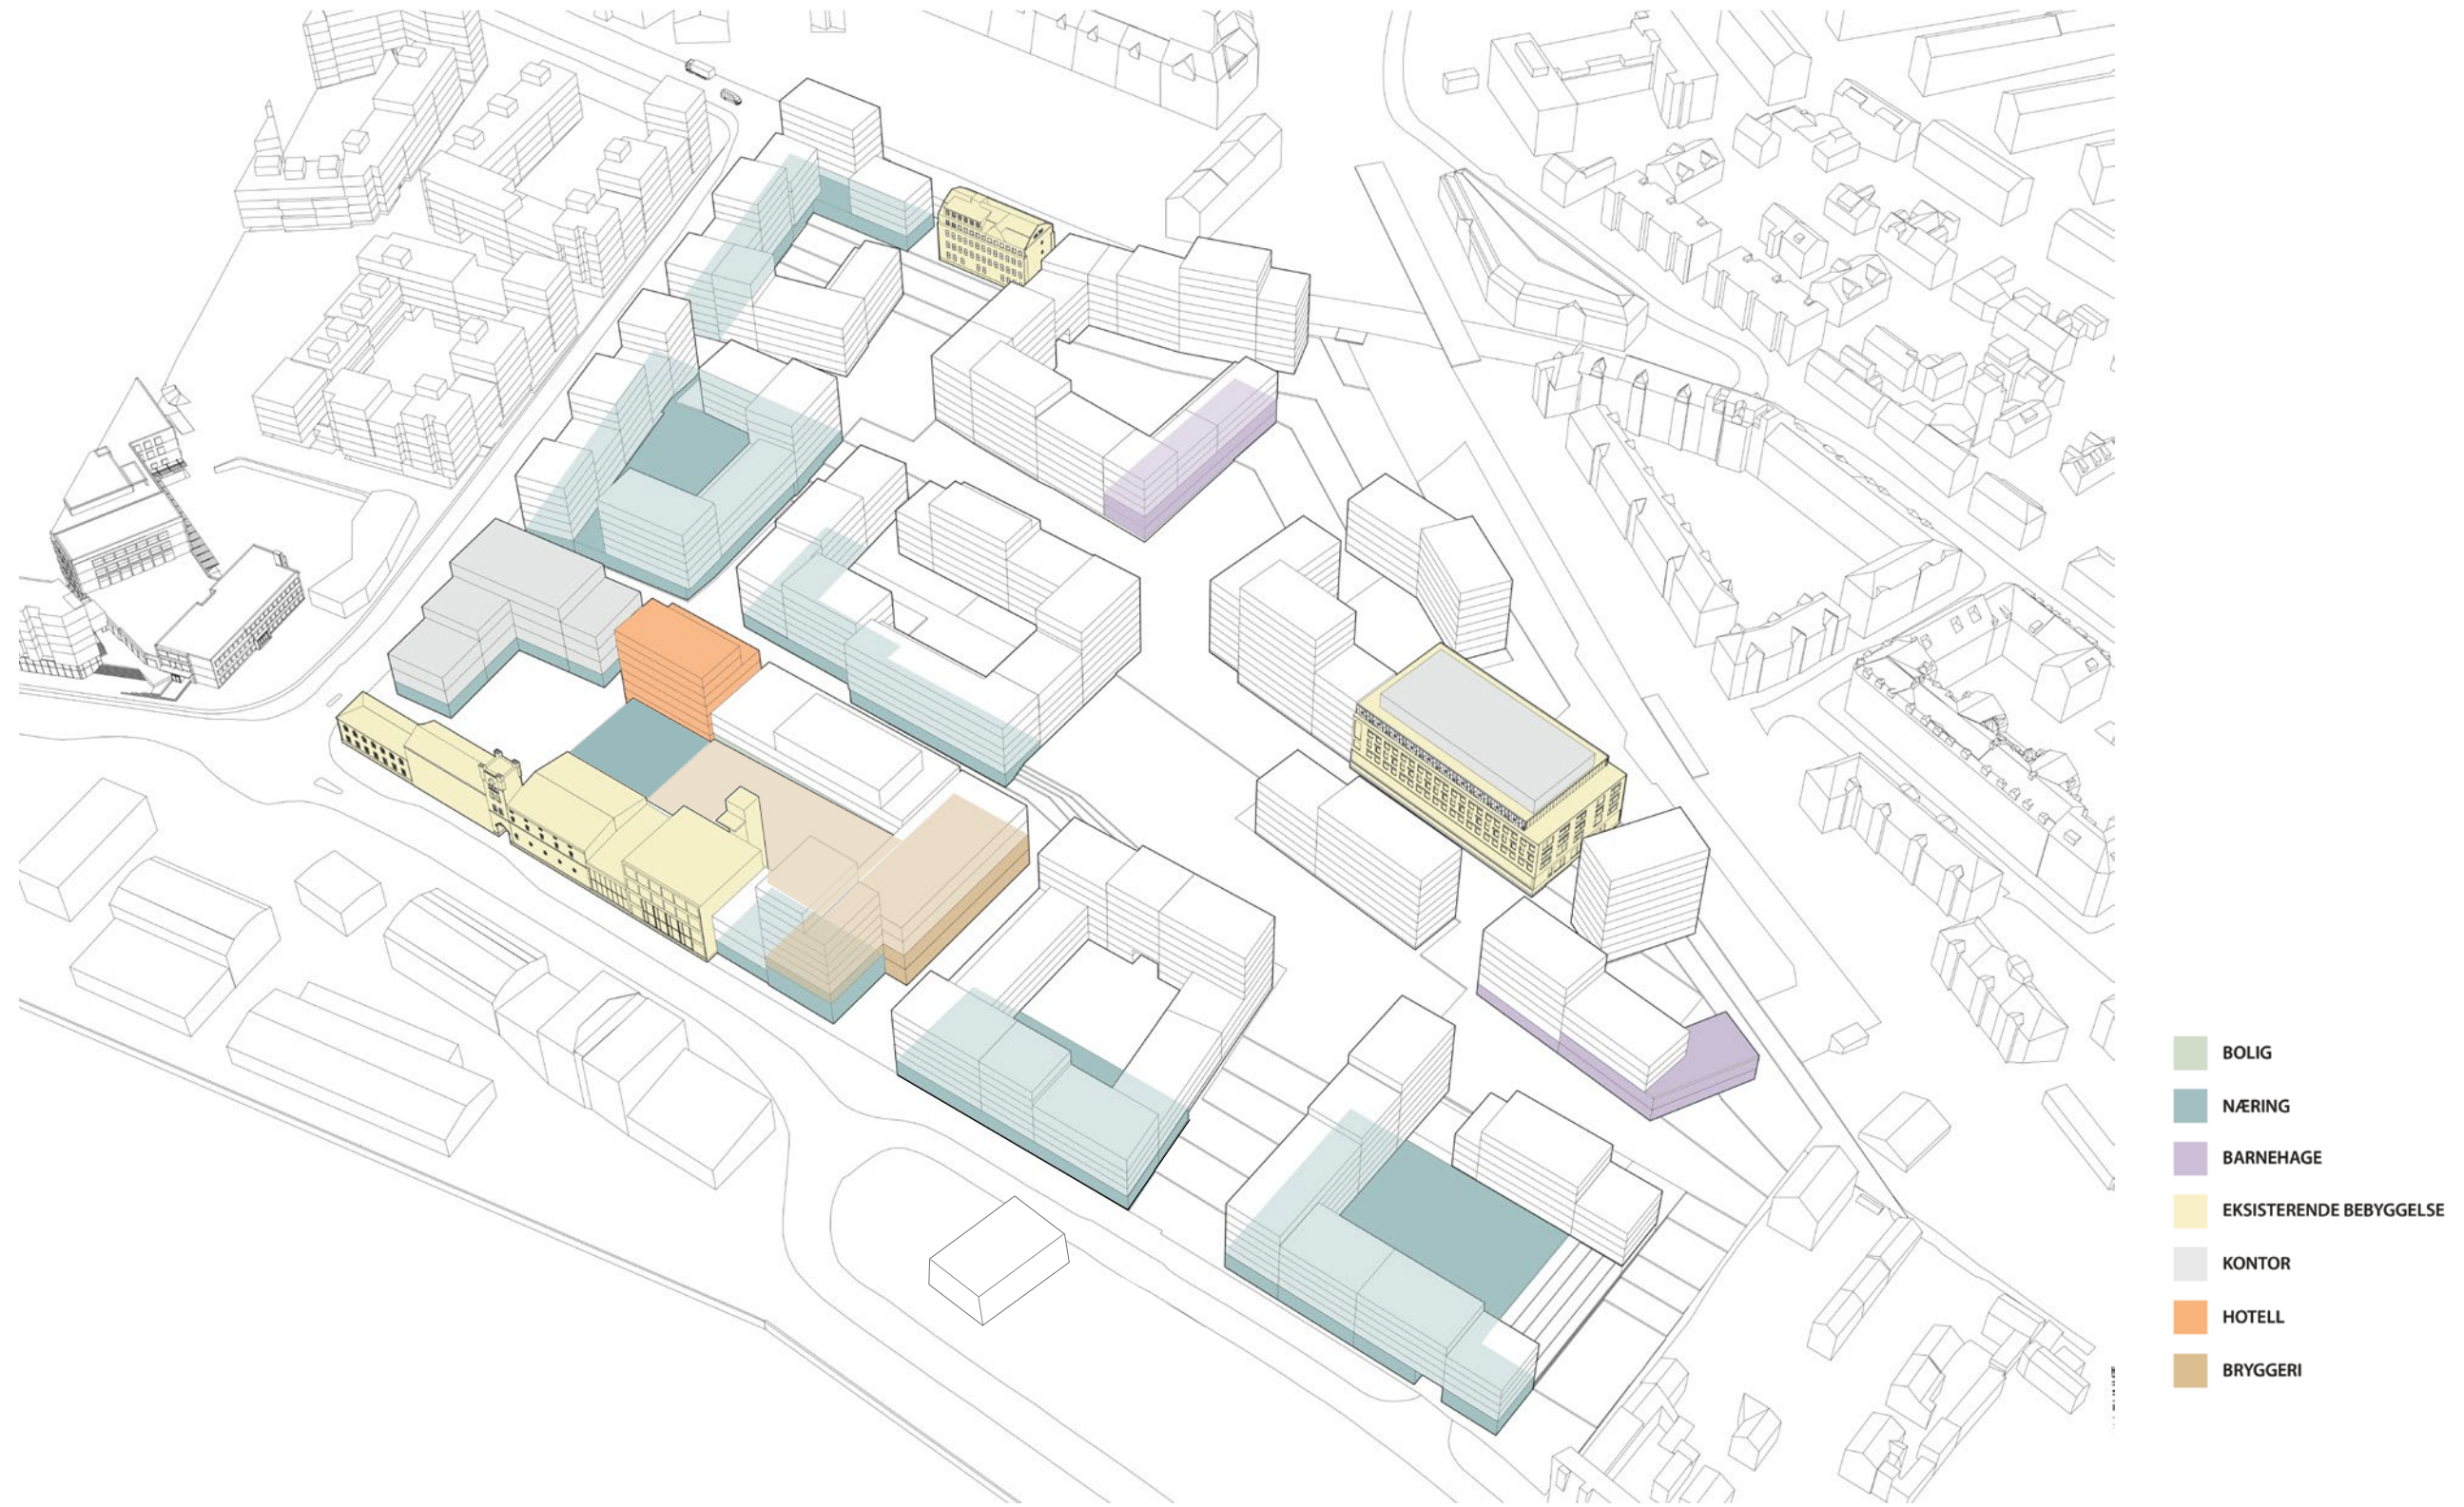 BOLIG
NÆRING
BARNEHAGE
EKSISTERENDE BEBYGGELSE
KONTOR
HOTELL
BRYGGERI